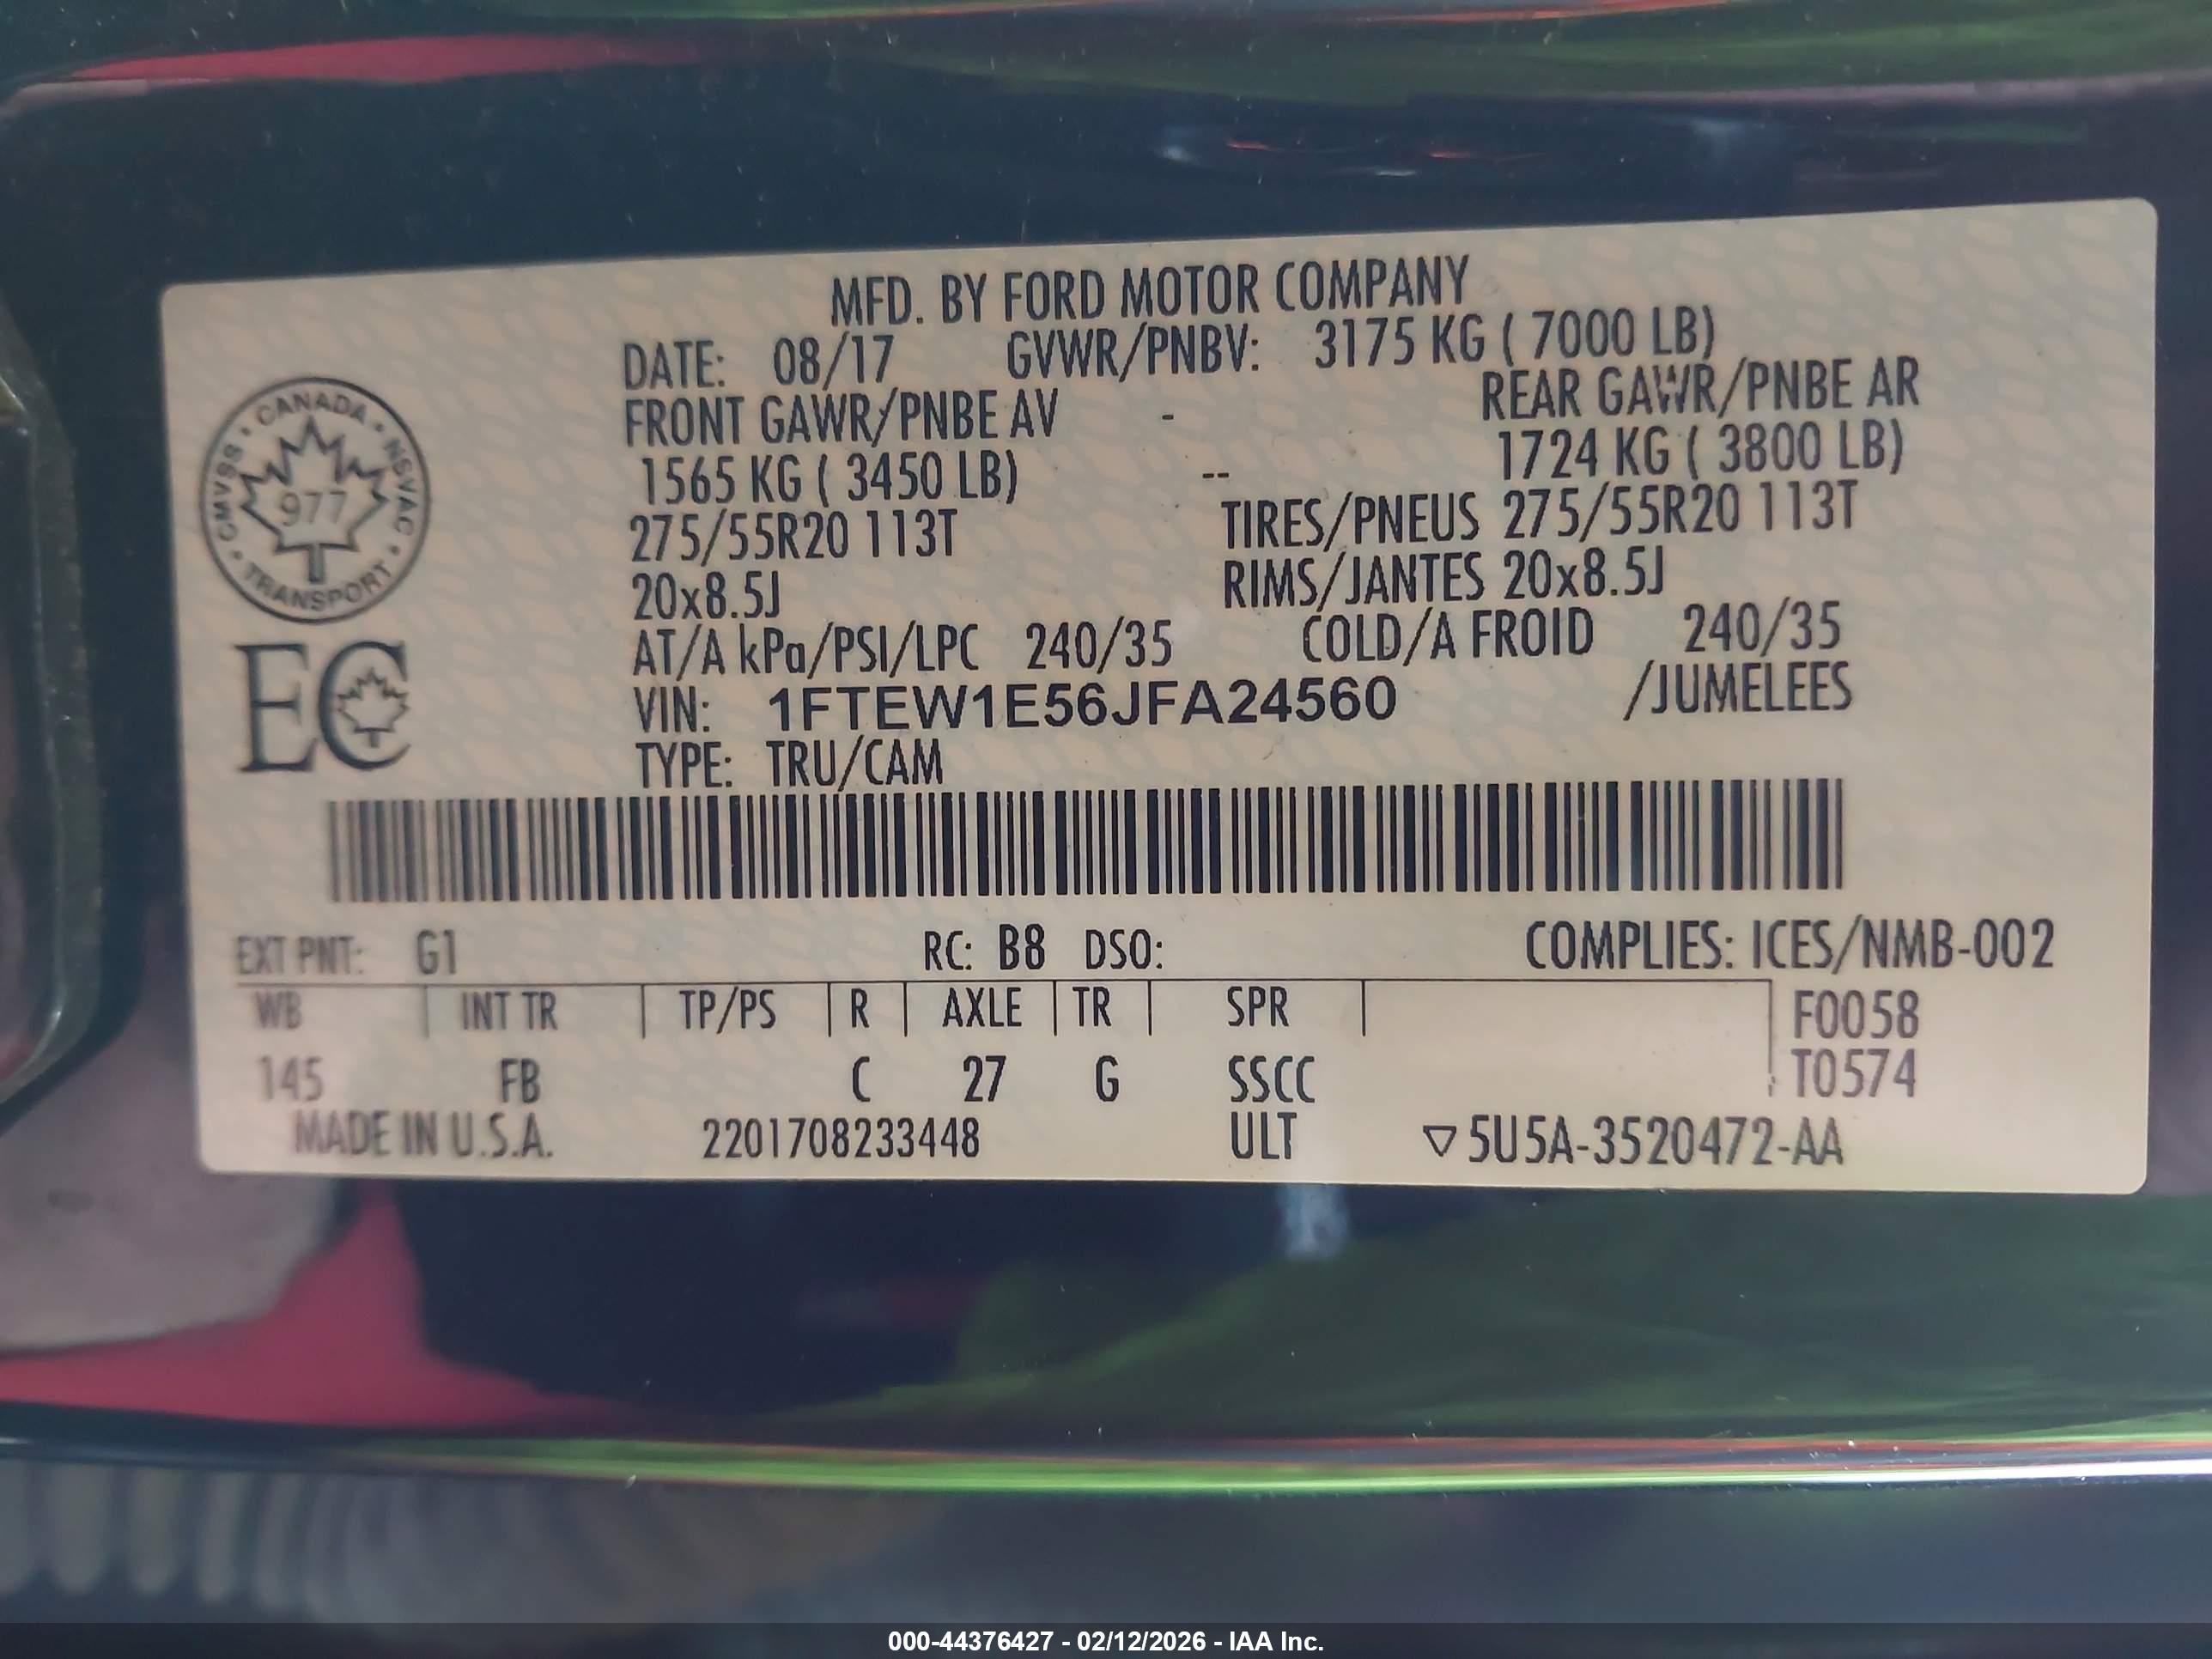 MFD. BY FORD MOTOR COMPANY
DATE: 08/17 GVWR/PNBV: 3175 KG ( 7000 LB)
FRONT GAWR/PNBE AV - REAR GAWR/PNBE AR
1565 KG ( 3450 LB) -- 1724 KG ( 3800 LB)
275/55R20 113T TIRES/PNEUS 275/55R20 113T
20x8.5J RIMS/JANTES 20x8.5J
AT/A kPa/PSI/LPC 240/35 COLD/A FROID 240/35
VIN: 1FTEW1E56JFA24560 /JUMELEES
TYPE: TRU/CAM
CMVSS • CANADA • NSVAC • TRANSPORT •
977
EC
EXT PNT: G1 RC: B8 DSO: COMPLIES: ICES/NMB-002
WB | INT TR | TP/PS | R | AXLE | TR | SPR | F0058
145 FB C 27 G SSCC T0574
MADE IN U.S.A. 2201708233448 ULT ▽5U5A-3520472-AA
000-44376427 - 02/12/2026 - IAA Inc.